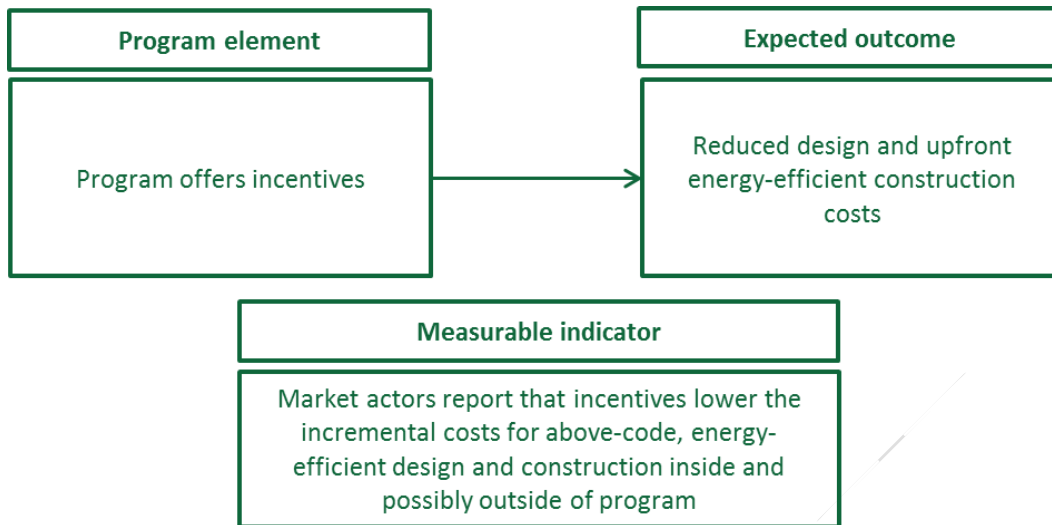 Program element
Expected outcome
Program offers incentives
Reduced design and upfront
energy-efficient construction
costs
Measurable indicator
Market actors report that incentives lower the
incremental costs for above-code, energy-
efficient design and construction inside and
possibly outside of program